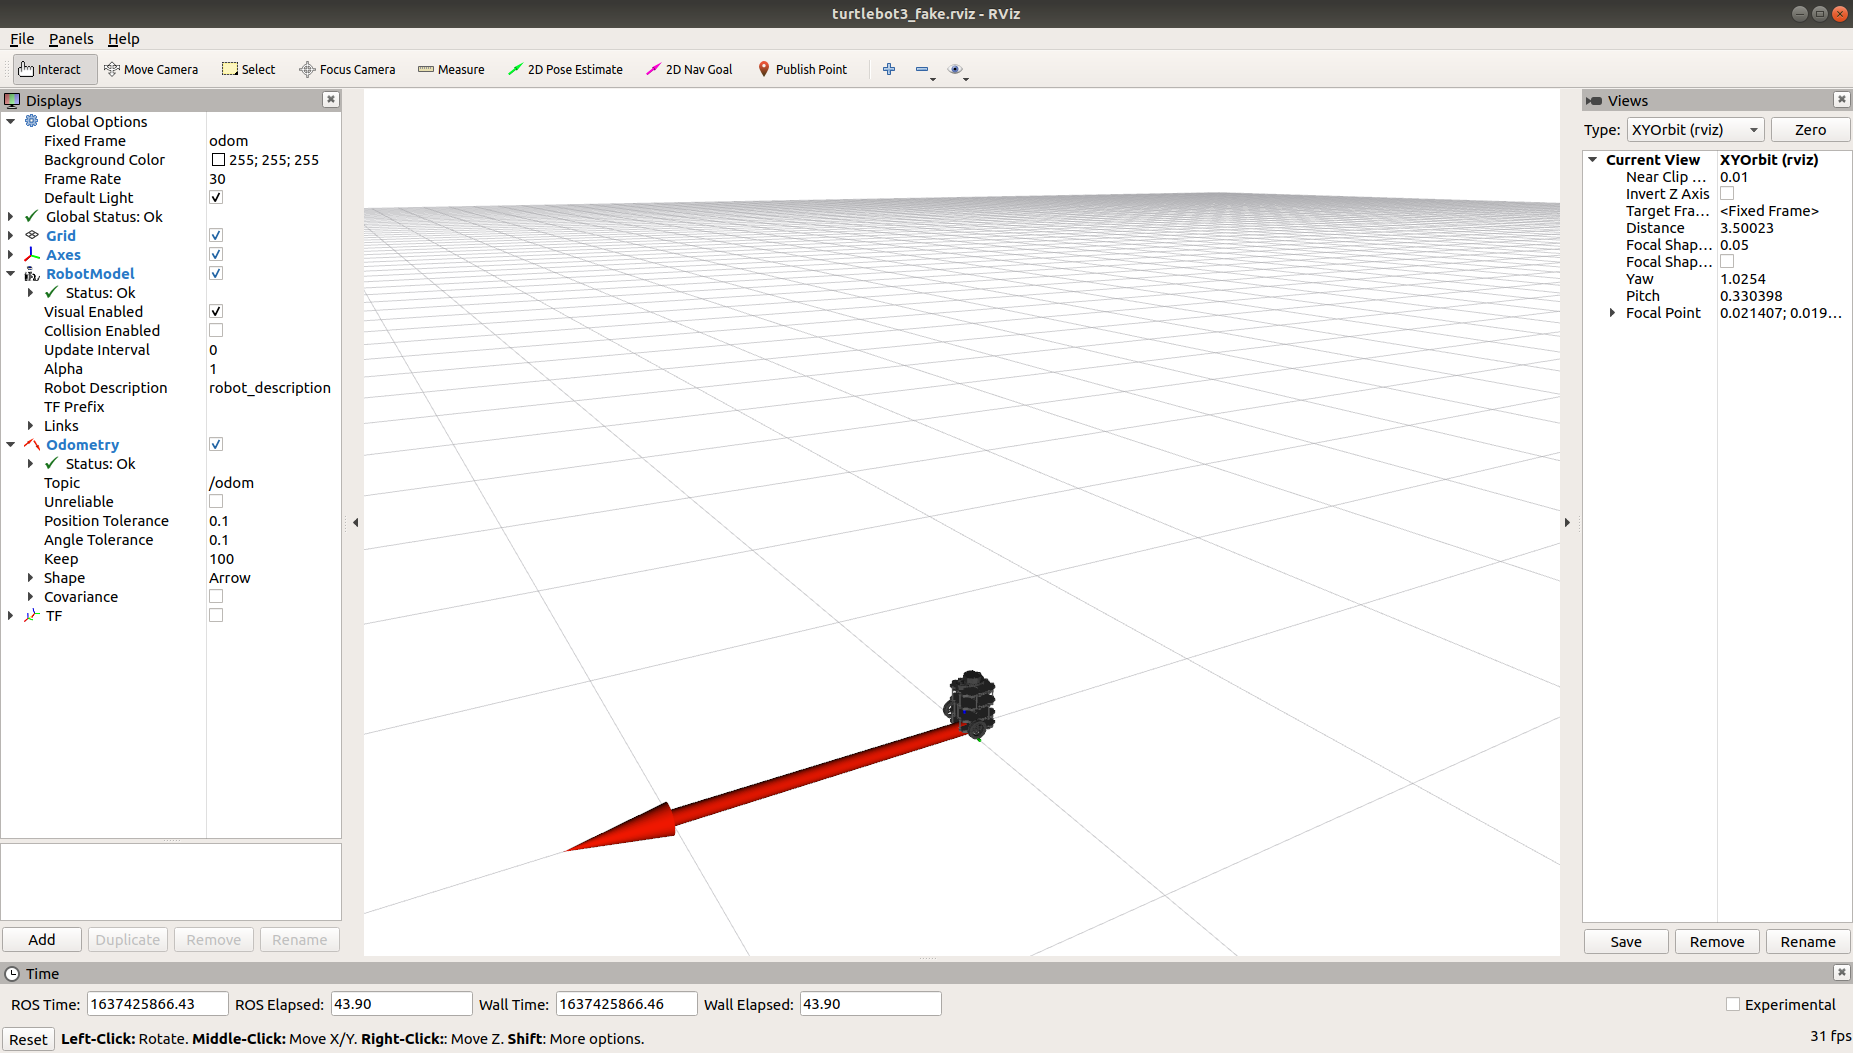 turtlebot3_fake.rviz - RViz
File Panels Help
Interact Move Camera Select Focus Camera Measure 2D Pose Estimate 2D Nav Goal Publish Point
Displays
Global Options
Fixed Frame odom
Background Color 255; 255; 255
Frame Rate 30
Default Light
Global Status: Ok
Grid
Axes
RobotModel
Status: Ok
Visual Enabled
Collision Enabled
Update Interval 0
Alpha 1
Robot Description robot_description
TF Prefix
Links
Odometry
Status: Ok
Topic /odom
Unreliable
Position Tolerance 0.1
Angle Tolerance 0.1
Keep 100
Shape Arrow
Covariance
TF
Add Duplicate Remove Rename
Views
Type: XYOrbit (rviz) Zero
Current View XYOrbit (rviz)
Near Clip ... 0.01
Invert Z Axis
Target Fra... <Fixed Frame>
Distance 3.50023
Focal Shap... 0.05
Focal Shap...
Yaw 1.0254
Pitch 0.330398
Focal Point 0.021407; 0.019...
Save Remove Rename
Time
ROS Time: 1637425866.43 ROS Elapsed: 43.90 Wall Time: 1637425866.46 Wall Elapsed: 43.90 Experimental
Reset Left-Click: Rotate. Middle-Click: Move X/Y. Right-Click:: Move Z. Shift: More options. 31 fps